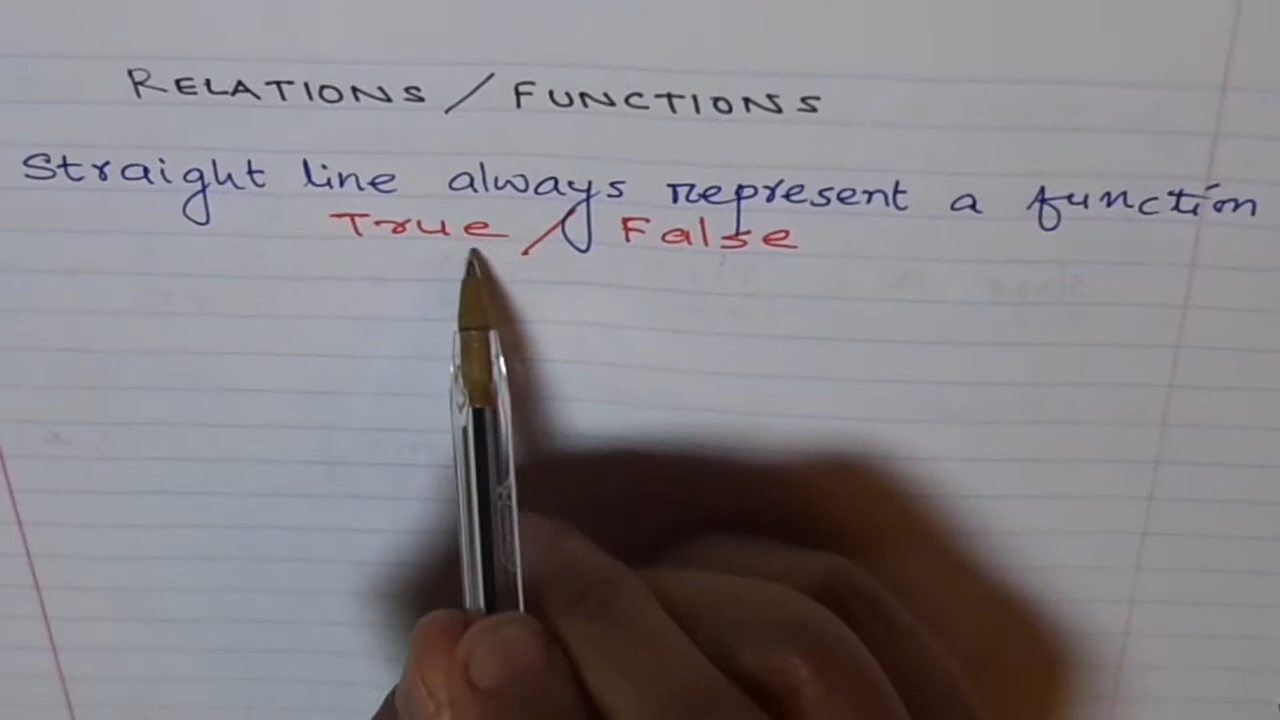 RELATIONS / FUNCTIONS
Straight line always represent a function
True / False